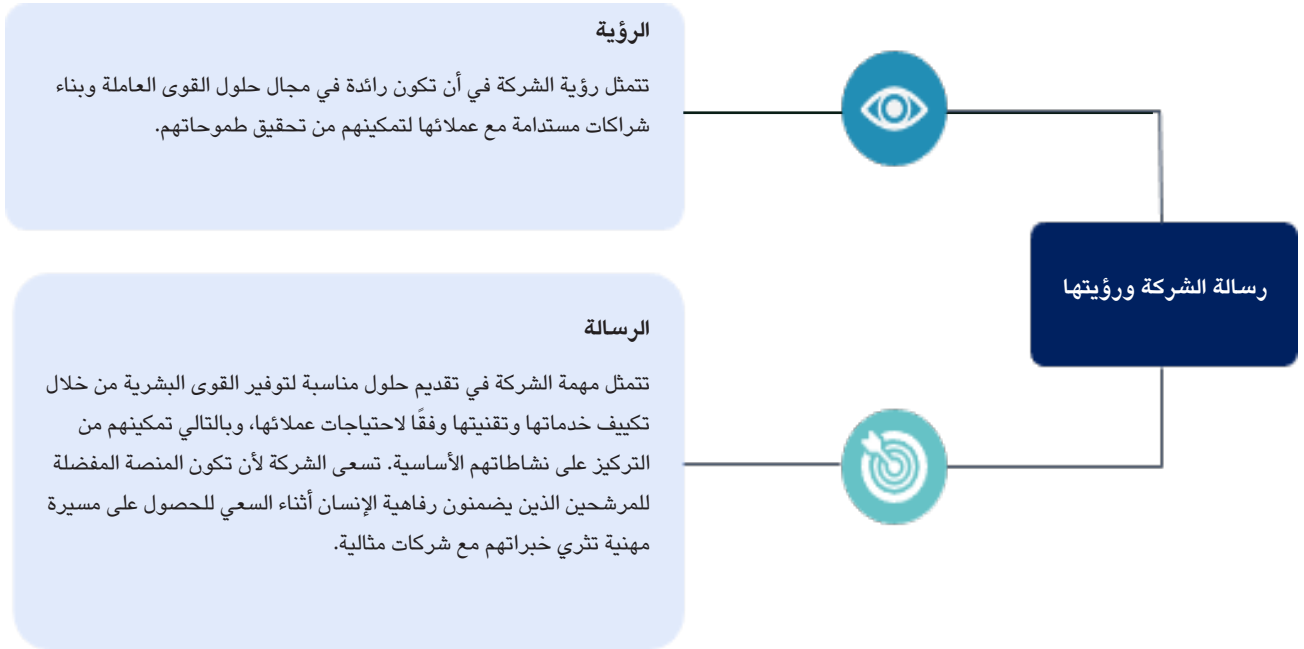 رسالة الشركة ورؤيتها
الرؤية
تتمثل رؤية الشركة في أن تكون رائدة في مجال حلول القوى العاملة وبناء
شراكات مستدامة مع عملائها لتمكينهم من تحقيق طموحاتهم.
الرسالة
تتمثل مهمة الشركة في تقديم حلول مناسبة لتوفير القوى البشرية من خلال
تكييف خدماتها وتقنيتها وفقًا لاحتياجات عملائها، وبالتالي تمكينهم من
التركيز على نشاطاتهم الأساسية. تسعى الشركة لأن تكون المنصة المفضلة
للمرشحين الذين يضمنون رفاهية الإنسان أثناء السعي للحصول على مسيرة
مهنية تثري خبراتهم مع شركات مثالية.